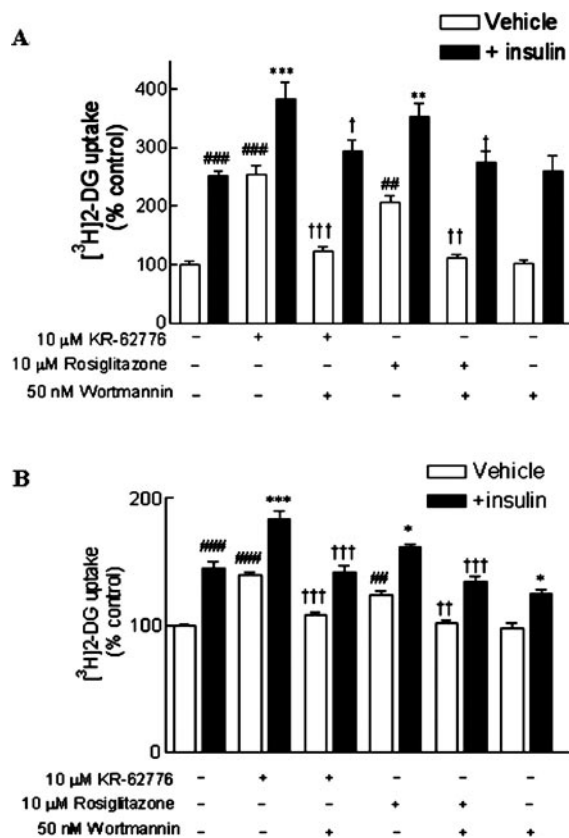 A
Vehicle
+ insulin
[³H]2-DG uptake
(% control)
400
300
200
100
0
### ### *** ††† † ## ** †† †
10 µM KR-62776 – + + – – –
10 µM Rosiglitazone – – – + + –
50 nM Wortmannin – – + – + +
B
Vehicle
+insulin
[³H]2-DG uptake
(% control)
200
100
0
### ### *** ††† ††† ## * †† ††† *
10 µM KR-62776 – + + – – –
10 µM Rosiglitazone – – – + + –
50 nM Wortmannin – – + – + +